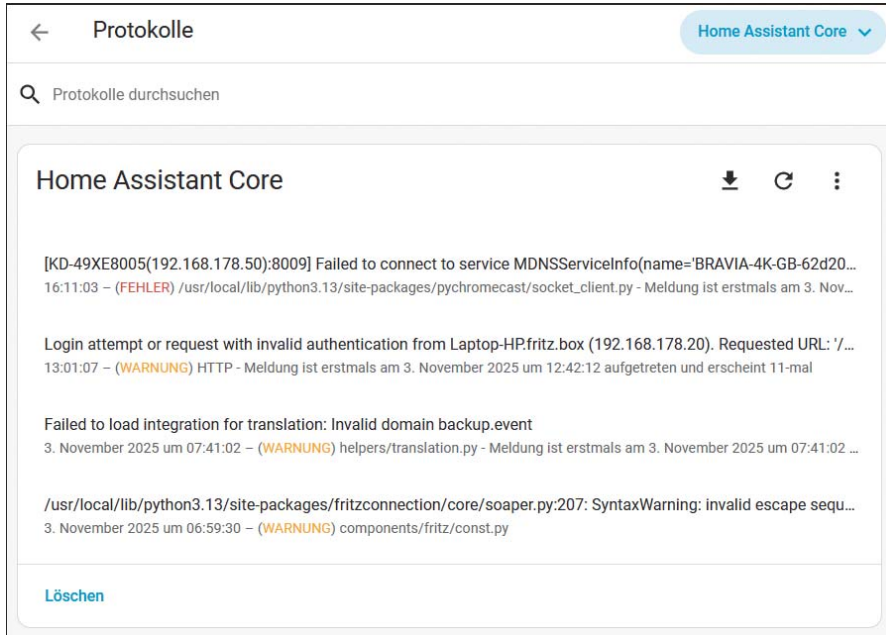 Protokolle
Home Assistant Core
Protokolle durchsuchen
Home Assistant Core
[KD-49XE8005(192.168.178.50):8009] Failed to connect to service MDNSServiceInfo(name='BRAVIA-4K-GB-62d20...
16:11:03 – (FEHLER) /usr/local/lib/python3.13/site-packages/pychromecast/socket_client.py - Meldung ist erstmals am 3. Nov...
Login attempt or request with invalid authentication from Laptop-HP.fritz.box (192.168.178.20). Requested URL: '/...
13:01:07 – (WARNUNG) HTTP - Meldung ist erstmals am 3. November 2025 um 12:42:12 aufgetreten und erscheint 11-mal
Failed to load integration for translation: Invalid domain backup.event
3. November 2025 um 07:41:02 – (WARNUNG) helpers/translation.py - Meldung ist erstmals am 3. November 2025 um 07:41:02 ...
/usr/local/lib/python3.13/site-packages/fritzconnection/core/soaper.py:207: SyntaxWarning: invalid escape sequ...
3. November 2025 um 06:59:30 – (WARNUNG) components/fritz/const.py
Löschen